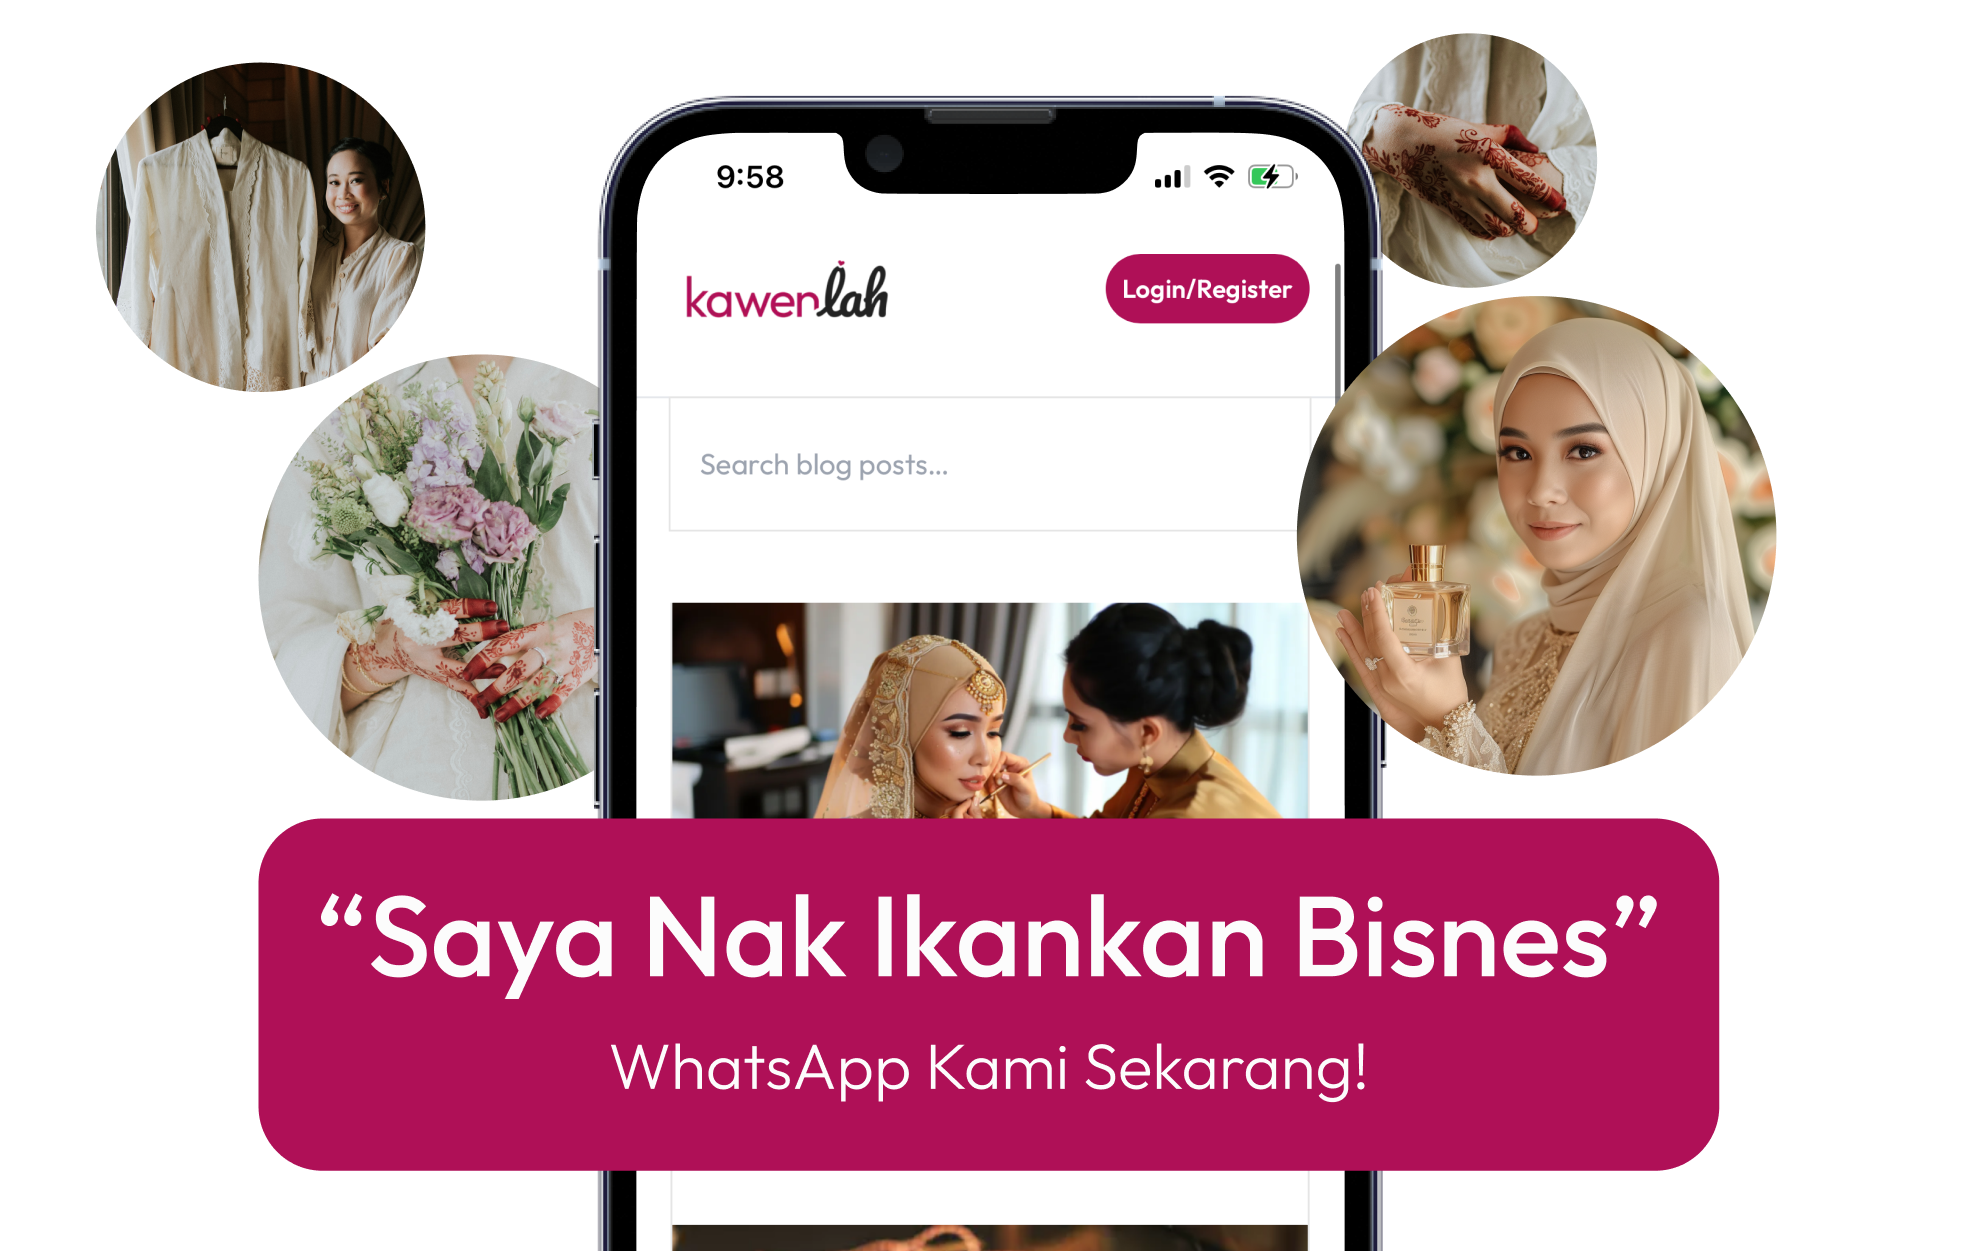 9:58
kawenlah
Login/Register
Search blog posts...
“Saya Nak Ikankan Bisnes”
WhatsApp Kami Sekarang!